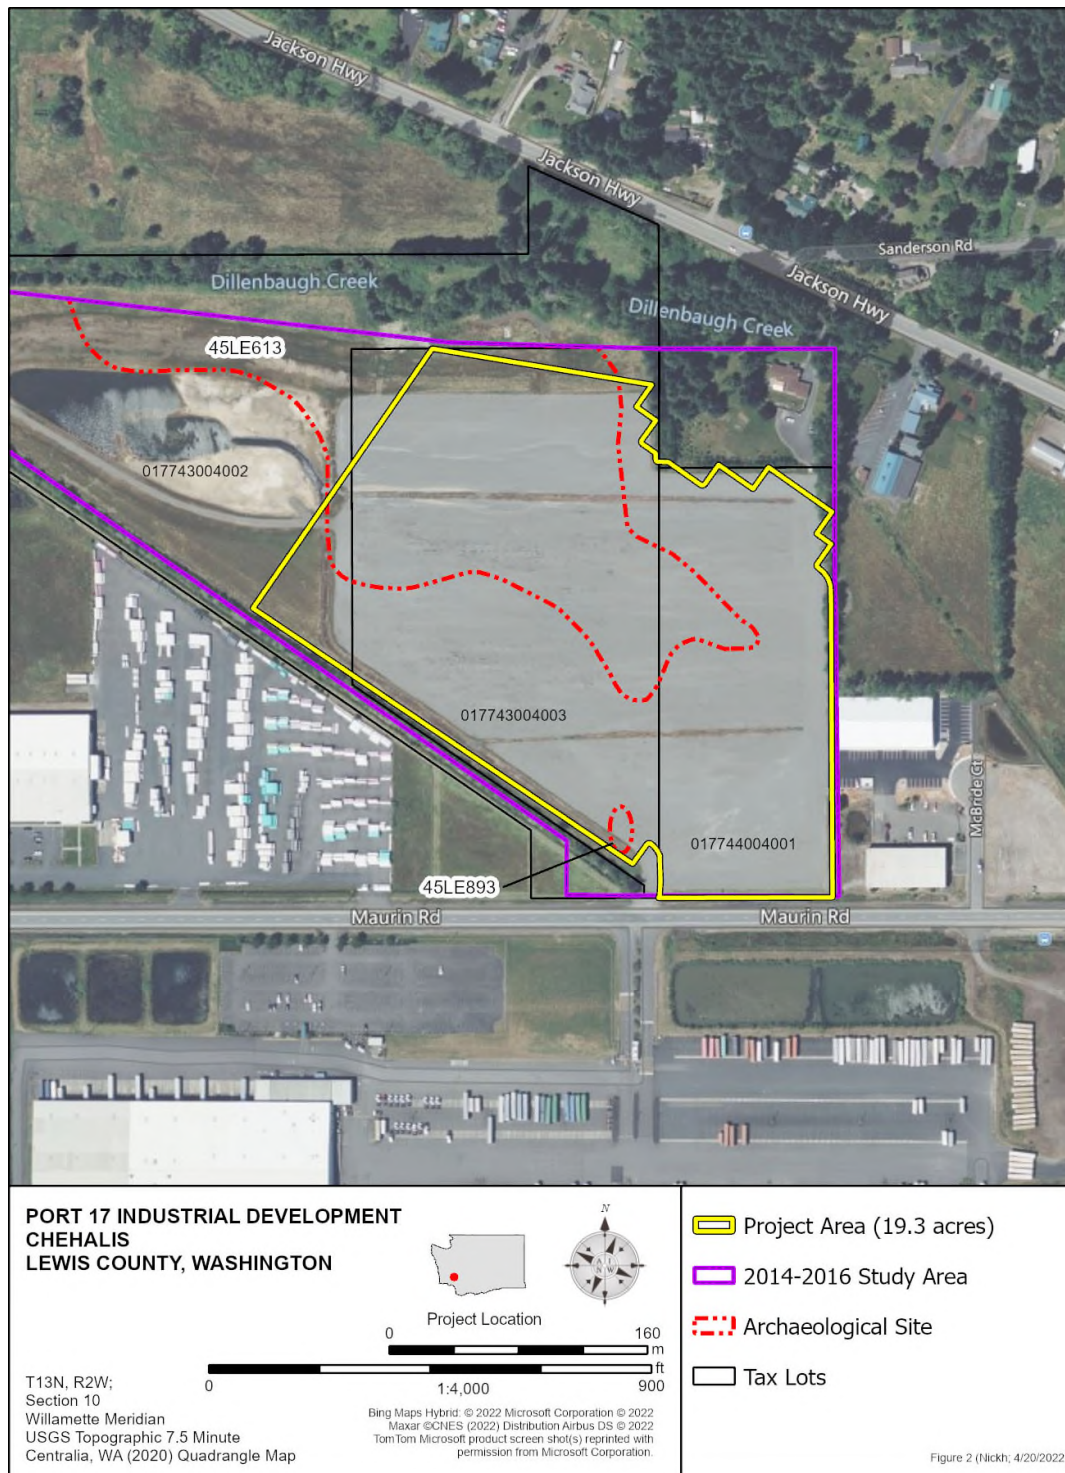 Jackson Hwy
Jackson Hwy
Sanderson Rd
Jackson Hwy
Dillenbaugh Creek
Dillenbaugh Creek
45LE613
017743004002
017743004003
017744004001
45LE893
McBride Ct
Maurin Rd
Maurin Rd
PORT 17 INDUSTRIAL DEVELOPMENT
CHEHALIS
LEWIS COUNTY, WASHINGTON
Project Location
N
0 160
m
ft
0 1:4,000 900
T13N, R2W;
Section 10
Willamette Meridian
USGS Topographic 7.5 Minute
Centralia, WA (2020) Quadrangle Map
Bing Maps Hybrid: © 2022 Microsoft Corporation © 2022
Maxar ©CNES (2022) Distribution Airbus DS © 2022
TomTom Microsoft product screen shot(s) reprinted with
permission from Microsoft Corporation.
Project Area (19.3 acres)
2014-2016 Study Area
Archaeological Site
Tax Lots
Figure 2 (Nickh; 4/20/2022